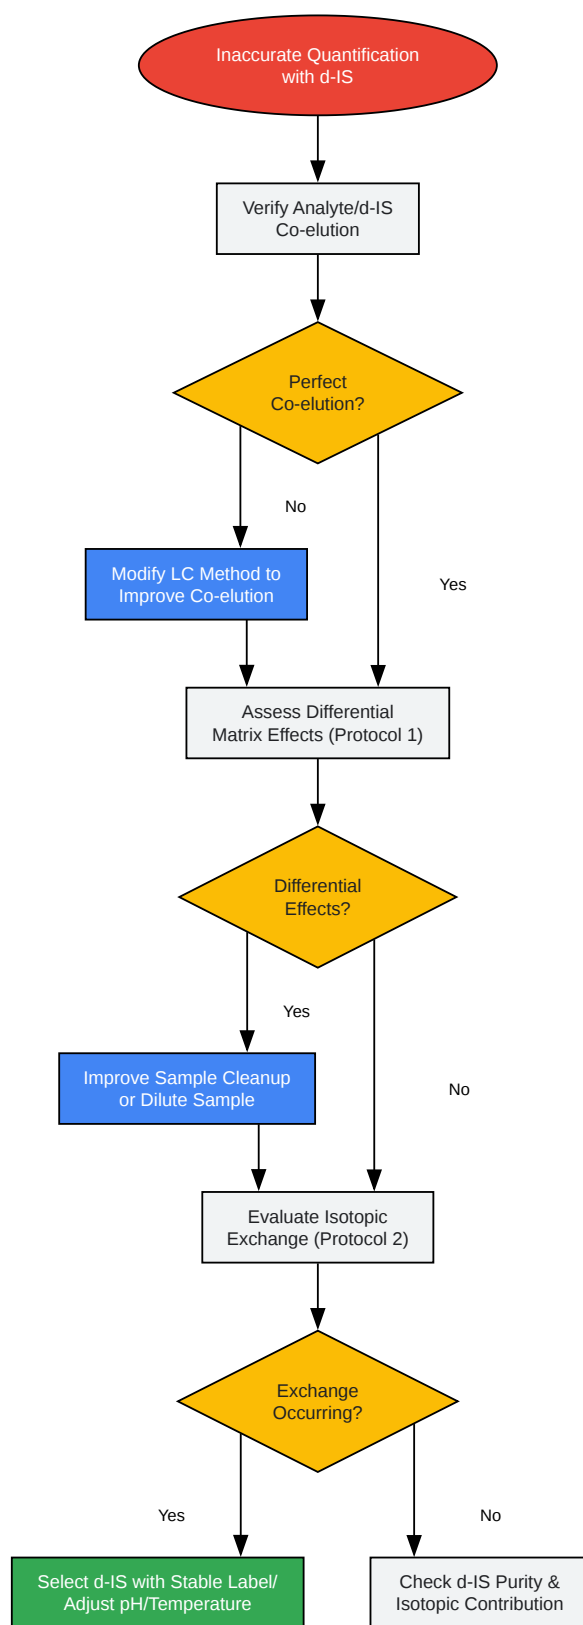 Inaccurate Quantification
with d-IS
Verify Analyte/d-IS
Co-elution
Perfect
Co-elution?
No
Modify LC Method to
Improve Co-elution
Yes
Assess Differential
Matrix Effects (Protocol 1)
Differential
Effects?
Yes
Improve Sample Cleanup
or Dilute Sample
No
Evaluate Isotopic
Exchange (Protocol 2)
Exchange
Occurring?
Yes
No
Select d-IS with Stable Label/
Adjust pH/Temperature
Check d-IS Purity &
Isotopic Contribution